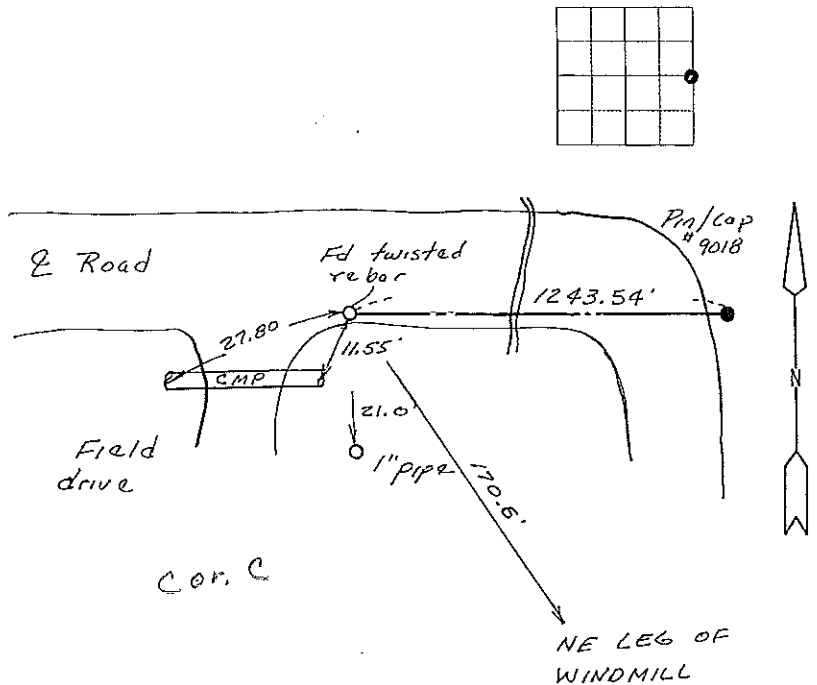 Pin/Cap
#9018
℄ Road
Fd twisted
rebar
1243.54'
27.80
11.55'
CMP
21.0'
Field
drive
1" pipe
170.6'
N
Cor. C
NE LEG OF
WINDMILL